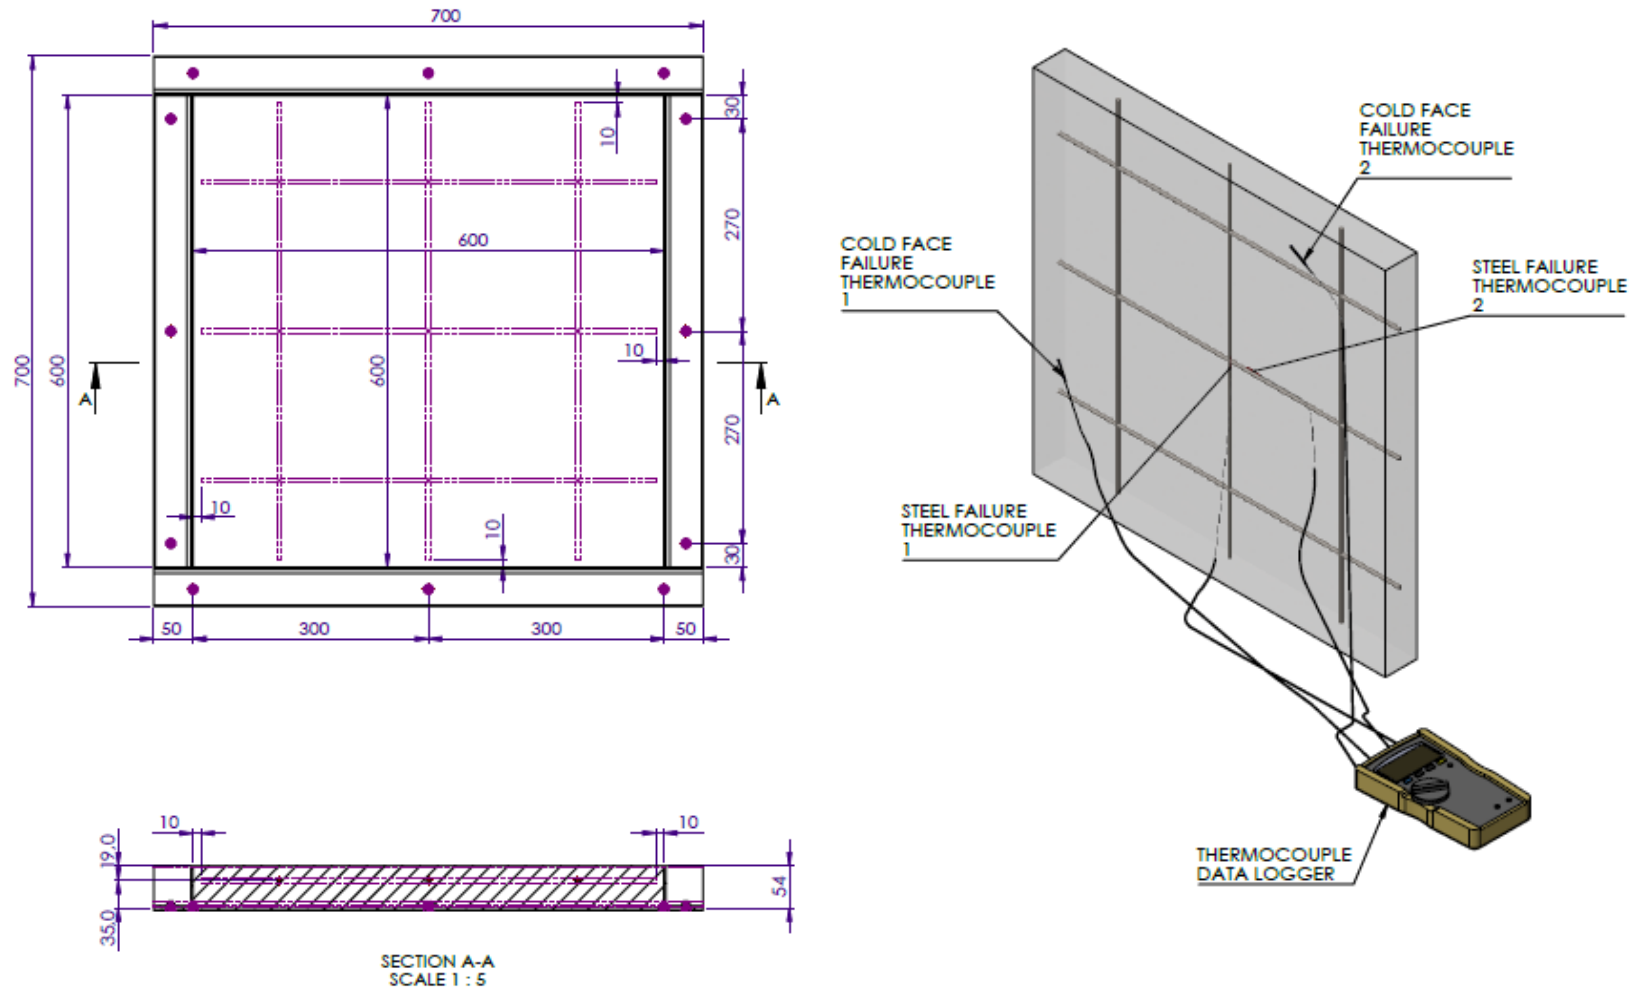 700
700
600
600
600
10
10
10
10
30
270
270
30
A
A
50
300
300
50
COLD FACE
FAILURE
THERMOCOUPLE
2
COLD FACE
FAILURE
THERMOCOUPLE
1
STEEL FAILURE
THERMOCOUPLE
2
STEEL FAILURE
THERMOCOUPLE
1
THERMOCOUPLE
DATA LOGGER
10
10
19,0
35,0
54
SECTION A-A
SCALE 1 : 5